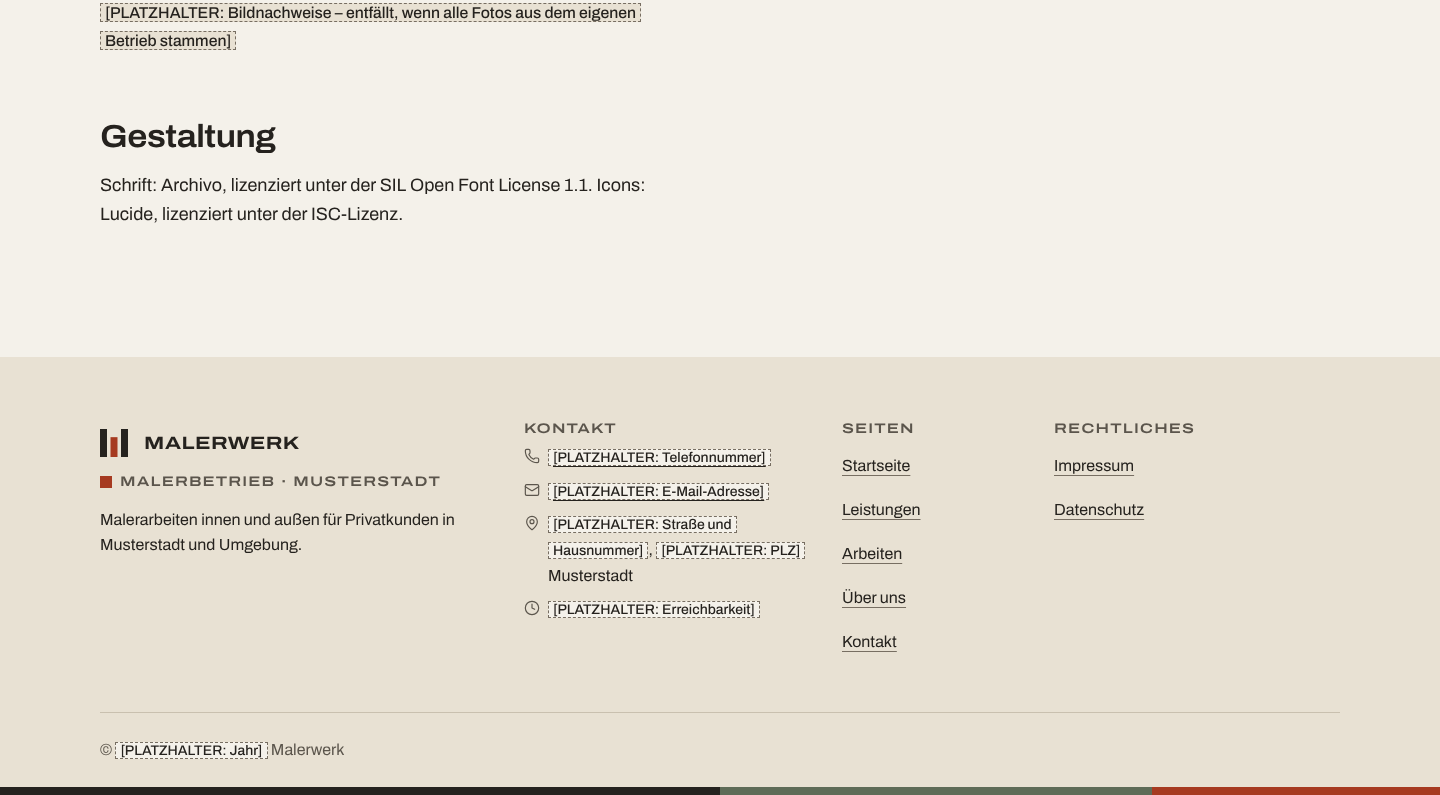 [PLATZHALTER: Bildnachweise – entfällt, wenn alle Fotos aus dem eigenen
Betrieb stammen]
Gestaltung
Schrift: Archivo, lizenziert unter der SIL Open Font License 1.1. Icons:
Lucide, lizenziert unter der ISC-Lizenz.
MALERWERK
MALERBETRIEB · MUSTERSTADT
Malerarbeiten innen und außen für Privatkunden in
Musterstadt und Umgebung.
KONTAKT
[PLATZHALTER: Telefonnummer]
[PLATZHALTER: E-Mail-Adresse]
[PLATZHALTER: Straße und
Hausnummer], [PLATZHALTER: PLZ]
Musterstadt
[PLATZHALTER: Erreichbarkeit]
SEITEN
Startseite
Leistungen
Arbeiten
Über uns
Kontakt
RECHTLICHES
Impressum
Datenschutz
© [PLATZHALTER: Jahr] Malerwerk